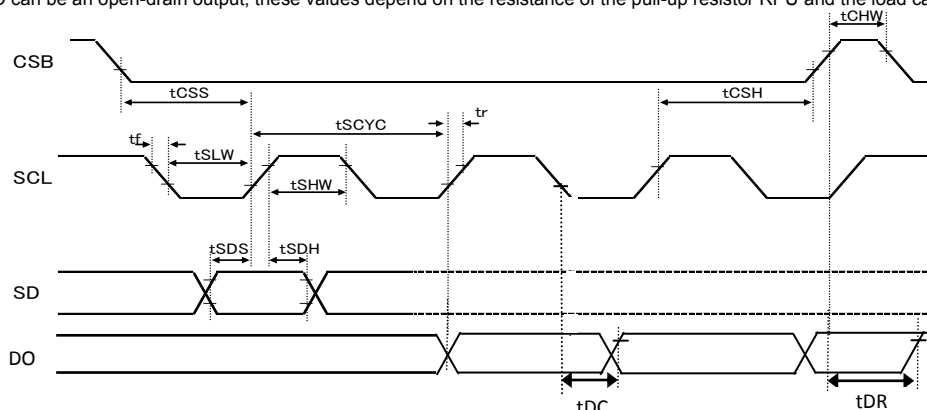 O can be an open-drain output, these values depend on the resistance of the pull-up resistor RPU and the load ca
tCHW
CSB
tCSS
tCSH
tSCYC
tr
tf
tSLW
SCL
tSHW
tSDS
tSDH
SD
DO
tDC
tDR